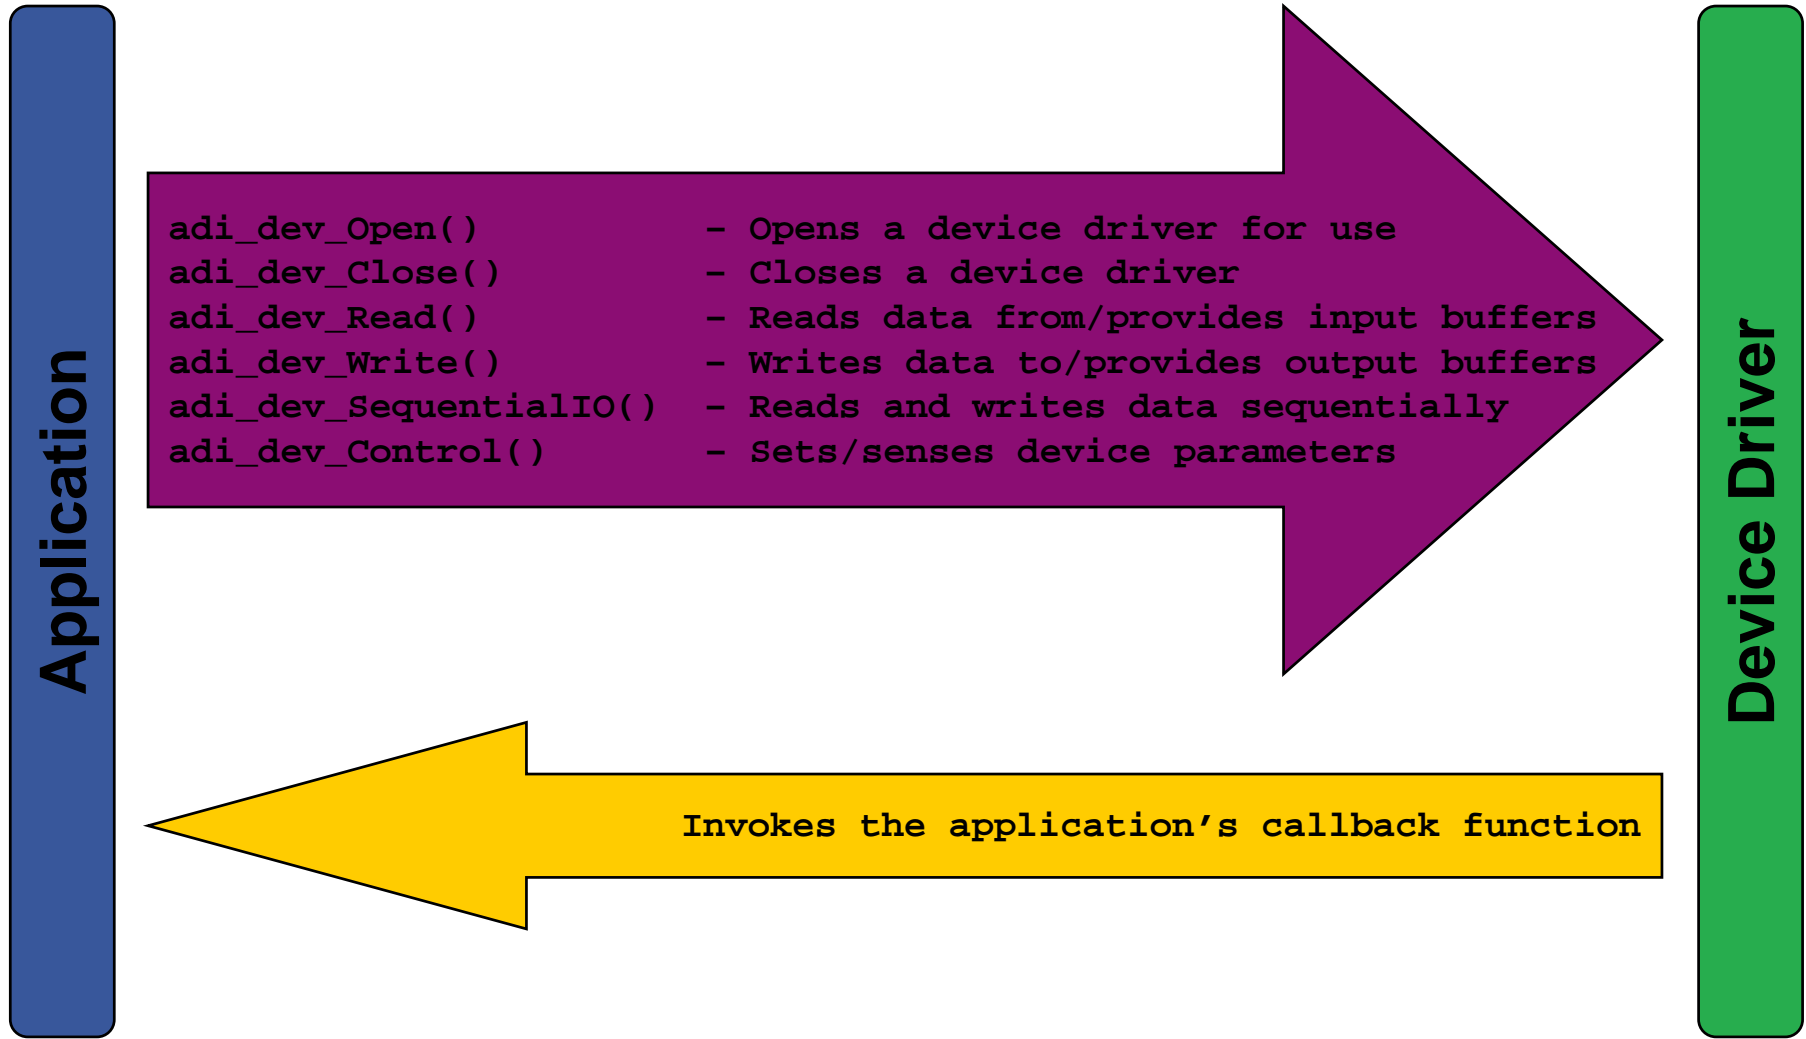 Application
adi_dev_Open() – Opens a device driver for use
adi_dev_Close() – Closes a device driver
adi_dev_Read() – Reads data from/provides input buffers
adi_dev_Write() – Writes data to/provides output buffers
adi_dev_SequentialIO() – Reads and writes data sequentially
adi_dev_Control() – Sets/senses device parameters
Invokes the application’s callback function
Device Driver